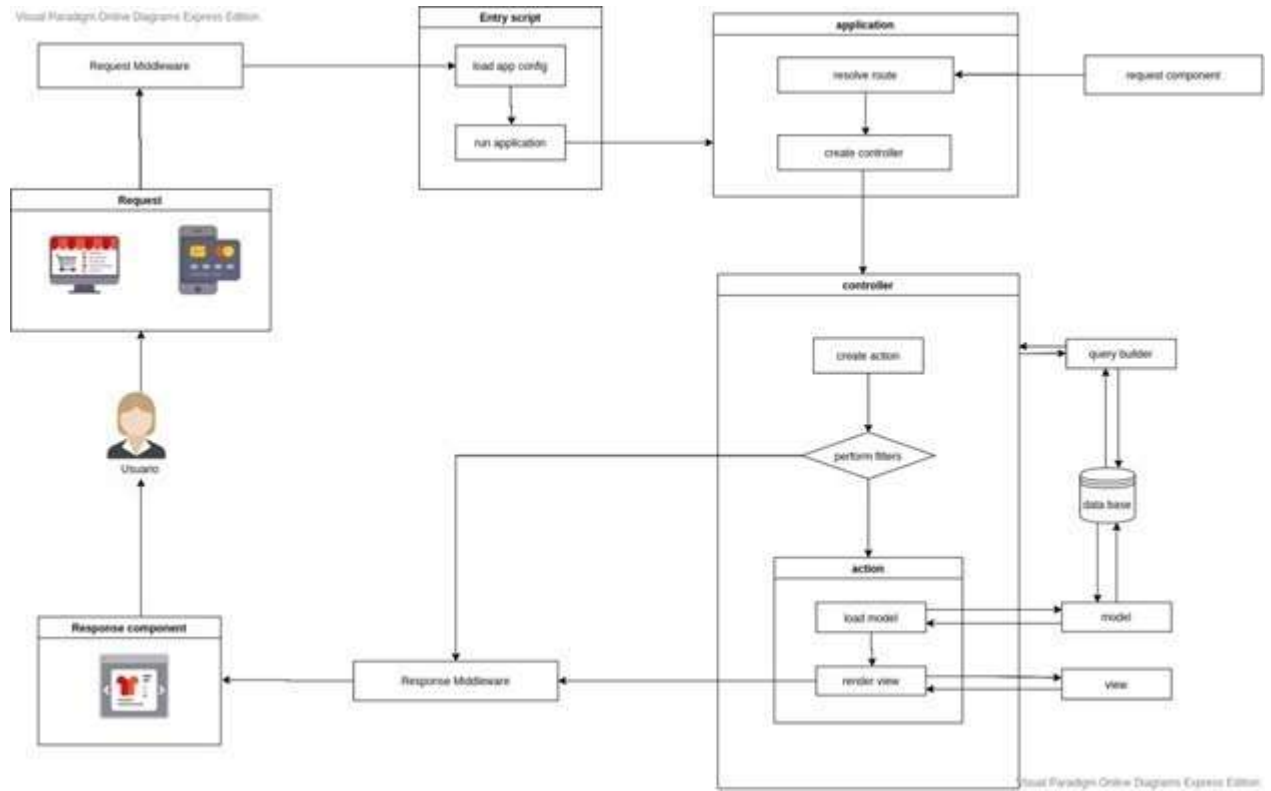 Visual Paradigm Online Diagrams Express Edition
Entry script
application
Request Middleware
load app config
resolve route
request component
run application
create controller
Request
controller
create action
query builder
perform filters
Usuario
data base
action
load model
model
Response component
Response Middleware
render view
view
Visual Paradigm Online Diagrams Express Edition